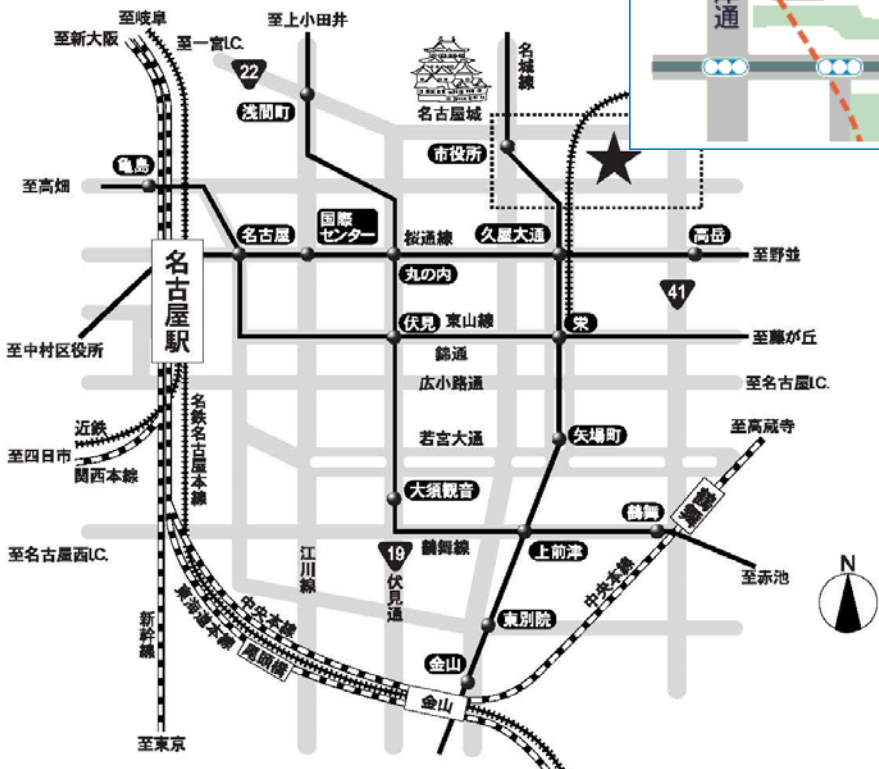 至岐阜
至上小田井
至新大阪
至一宮I.C.
22
浅間町
名古屋城
名城線
市役所
亀島
至高畑
名古屋
国際
センター
桜通線
久屋大通
高岳
至野並
丸の内
名古屋駅
41
伏見
東山線
栄
至中村区役所
錦通
至藤が丘
広小路通
至名古屋I.C.
近鉄
名鉄名古屋本線
若宮大通
矢場町
至高蔵寺
至四日市
関西本線
大須観音
鶴舞
鶴舞
至名古屋西I.C.
江川線
19
伏見通
鶴舞線
上前津
中央本線
至赤池
N
新幹線
東海道本線
中央本線
尾頭橋
東別院
金山
金山
至東京
通